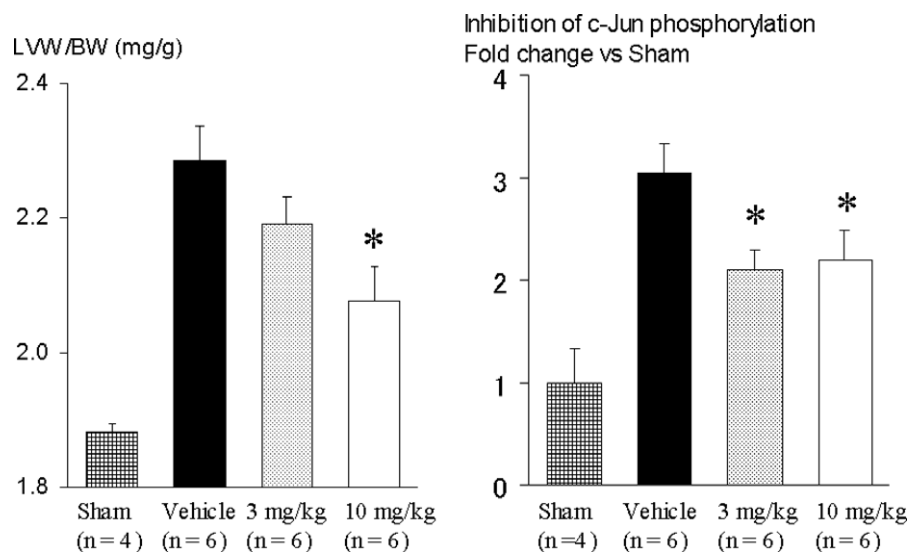 LVW/BW (mg/g)
2.4
2.2
2.0
1.8
Sham Vehicle 3 mg/kg 10 mg/kg
(n = 4) (n = 6) (n = 6) (n = 6)
Inhibition of c-Jun phosphorylation
Fold change vs Sham
4
3
2
1
0
Sham Vehicle 3 mg/kg 10 mg/kg
(n =4) (n = 6) (n = 6) (n = 6)
*
*
*